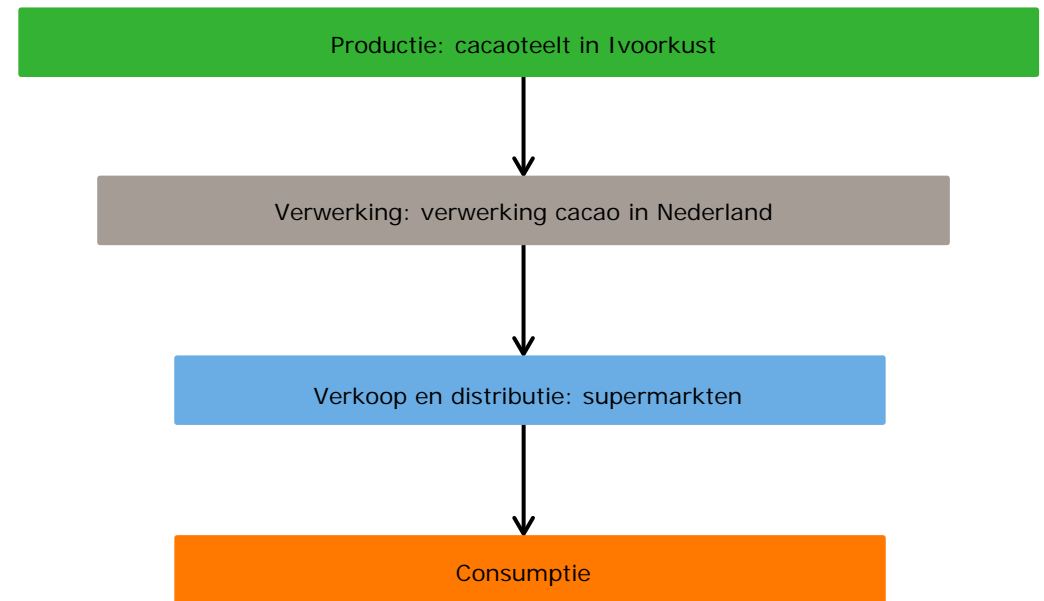 Productie: cacaoteelt in Ivoorkust
Verwerking: verwerking cacao in Nederland
Verkoop en distributie: supermarkten
Consumptie